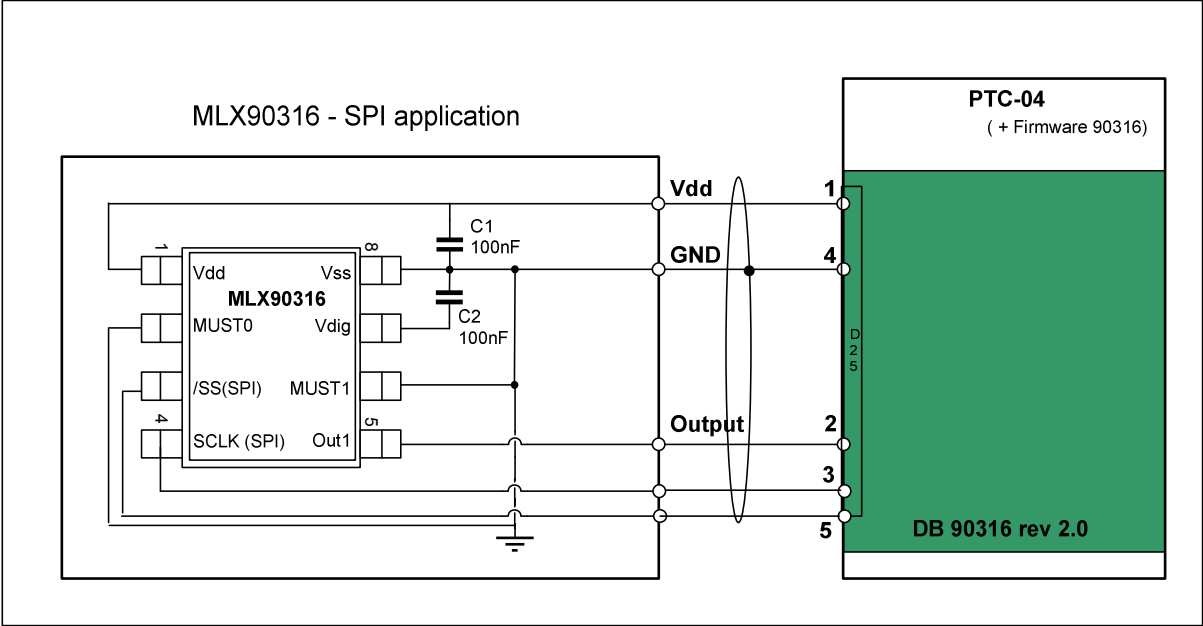 MLX90316 - SPI application
PTC-04
( + Firmware 90316)
Vdd
1
C1
100nF
GND
4
1
8
Vdd
Vss
MLX90316
MUST0
Vdig
C2
100nF
D25
/SS(SPI)
MUST1
4
5
SCLK (SPI)
Out1
Output
2
3
5
DB 90316 rev 2.0